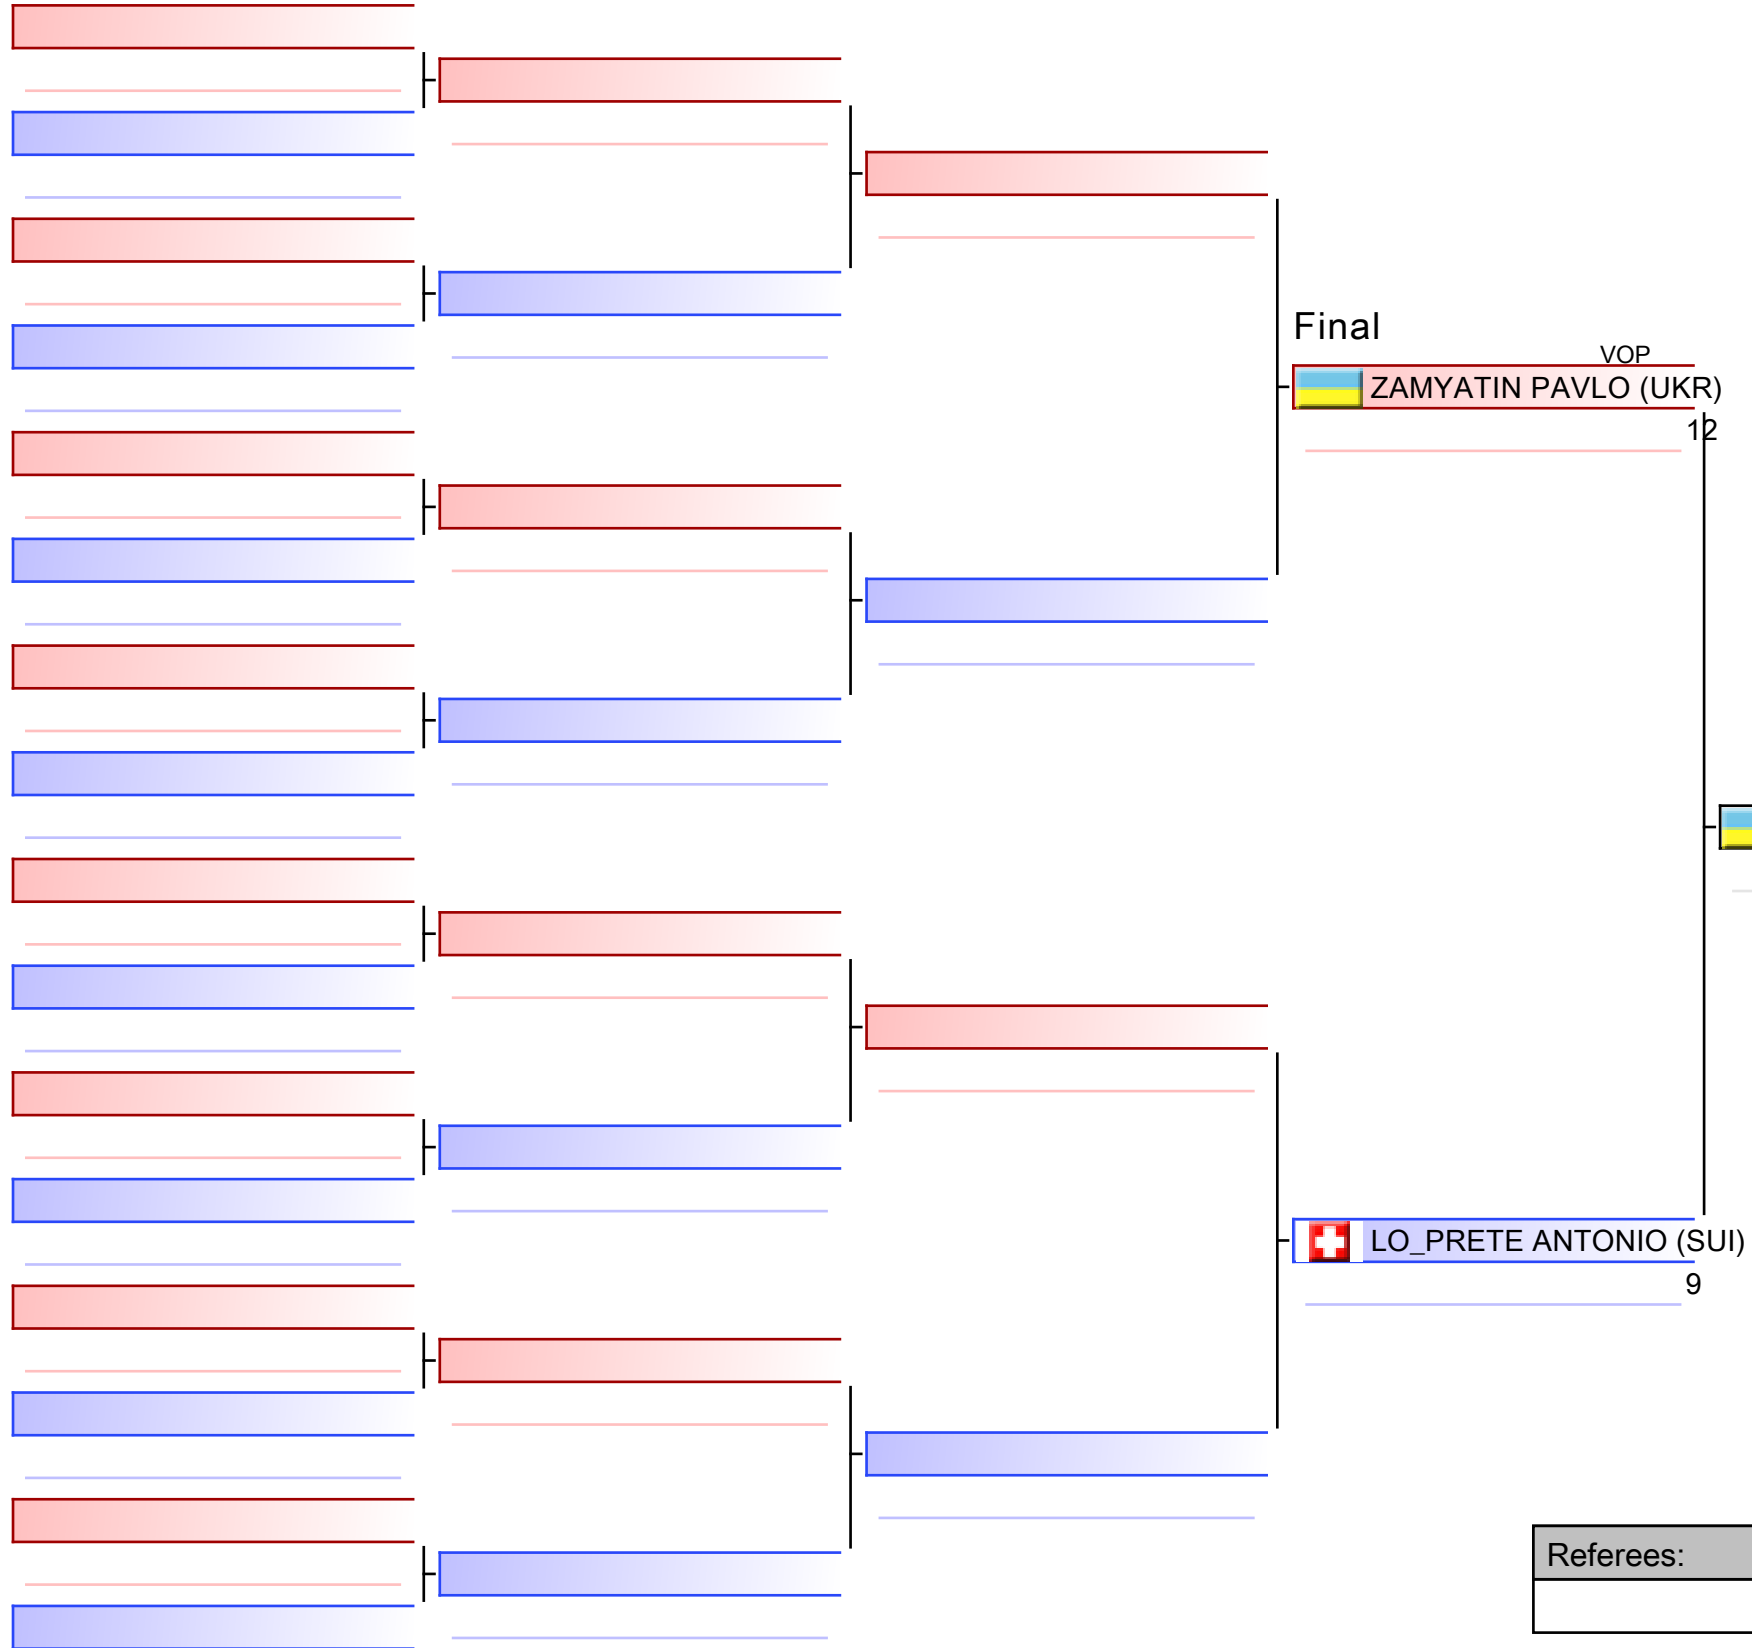 Final
VOP
ZAMYATIN PAVLO (UKR)
12
LO_PRETE ANTONIO (SUI)
9
Referees: